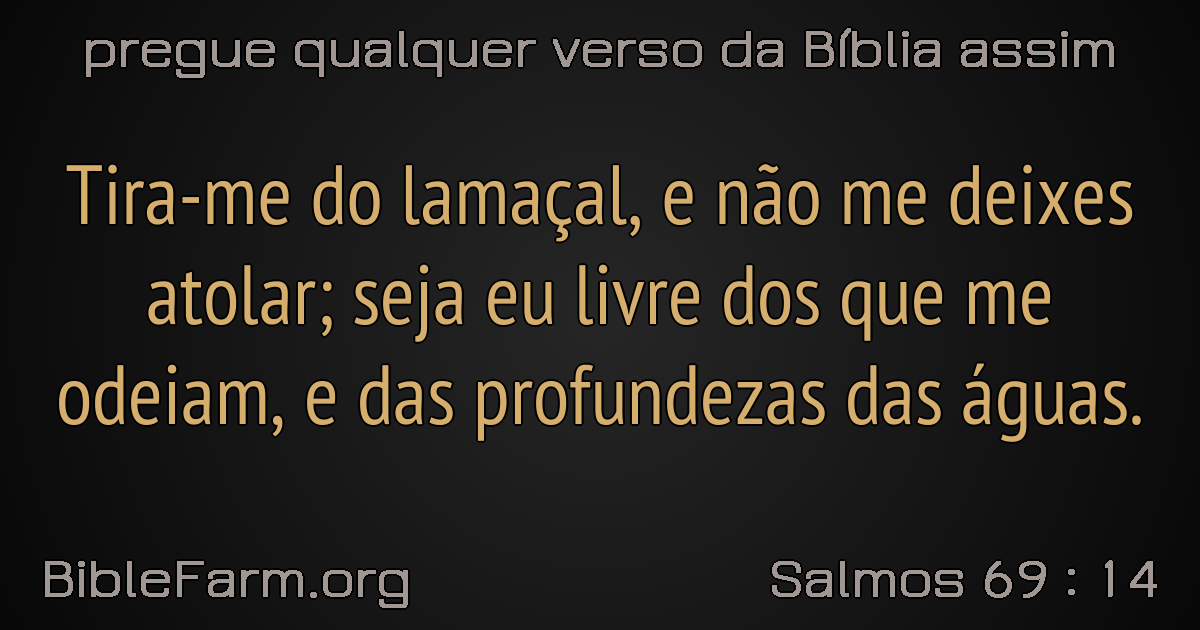 pregue qualquer verso da Bíblia assim
Tira-me do lamaçal, e não me deixes
atolar; seja eu livre dos que me
odeiam, e das profundezas das águas.
BibleFarm.org
Salmos 69 : 14